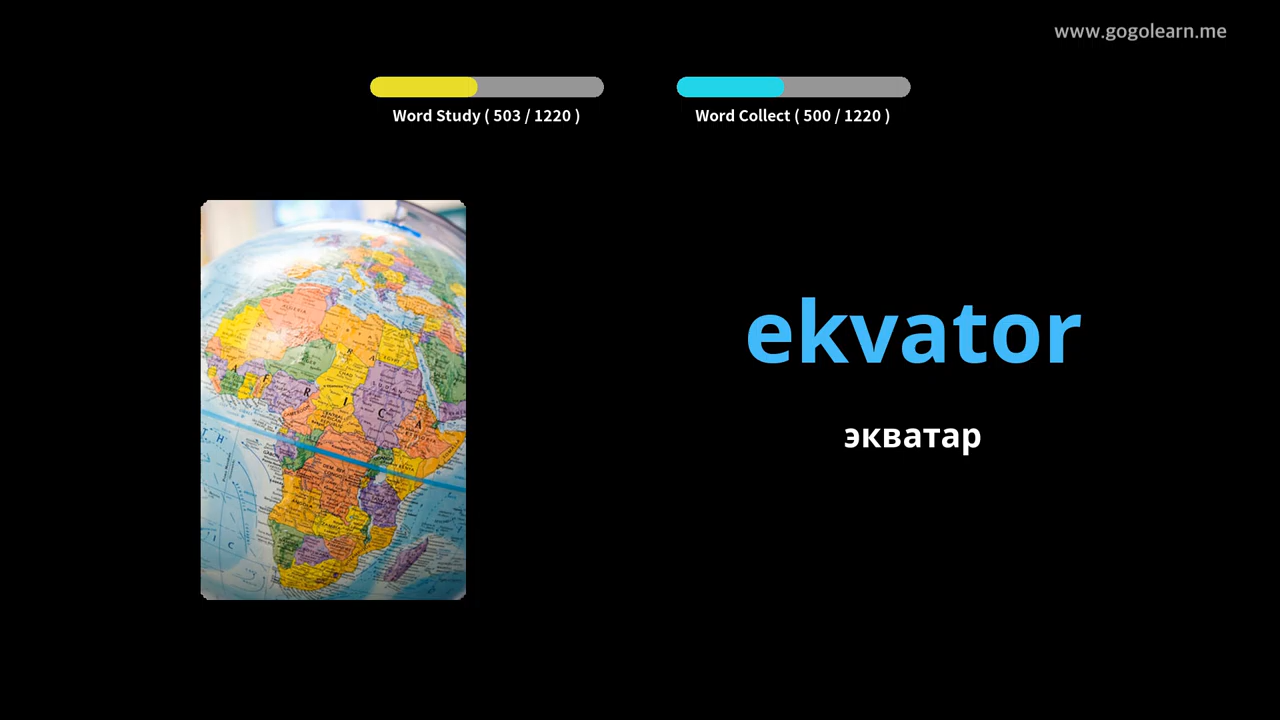 www.gogolearn.me
Word Study ( 503 / 1220 )
Word Collect ( 500 / 1220 )
ekvator
экватар
A F R I C A